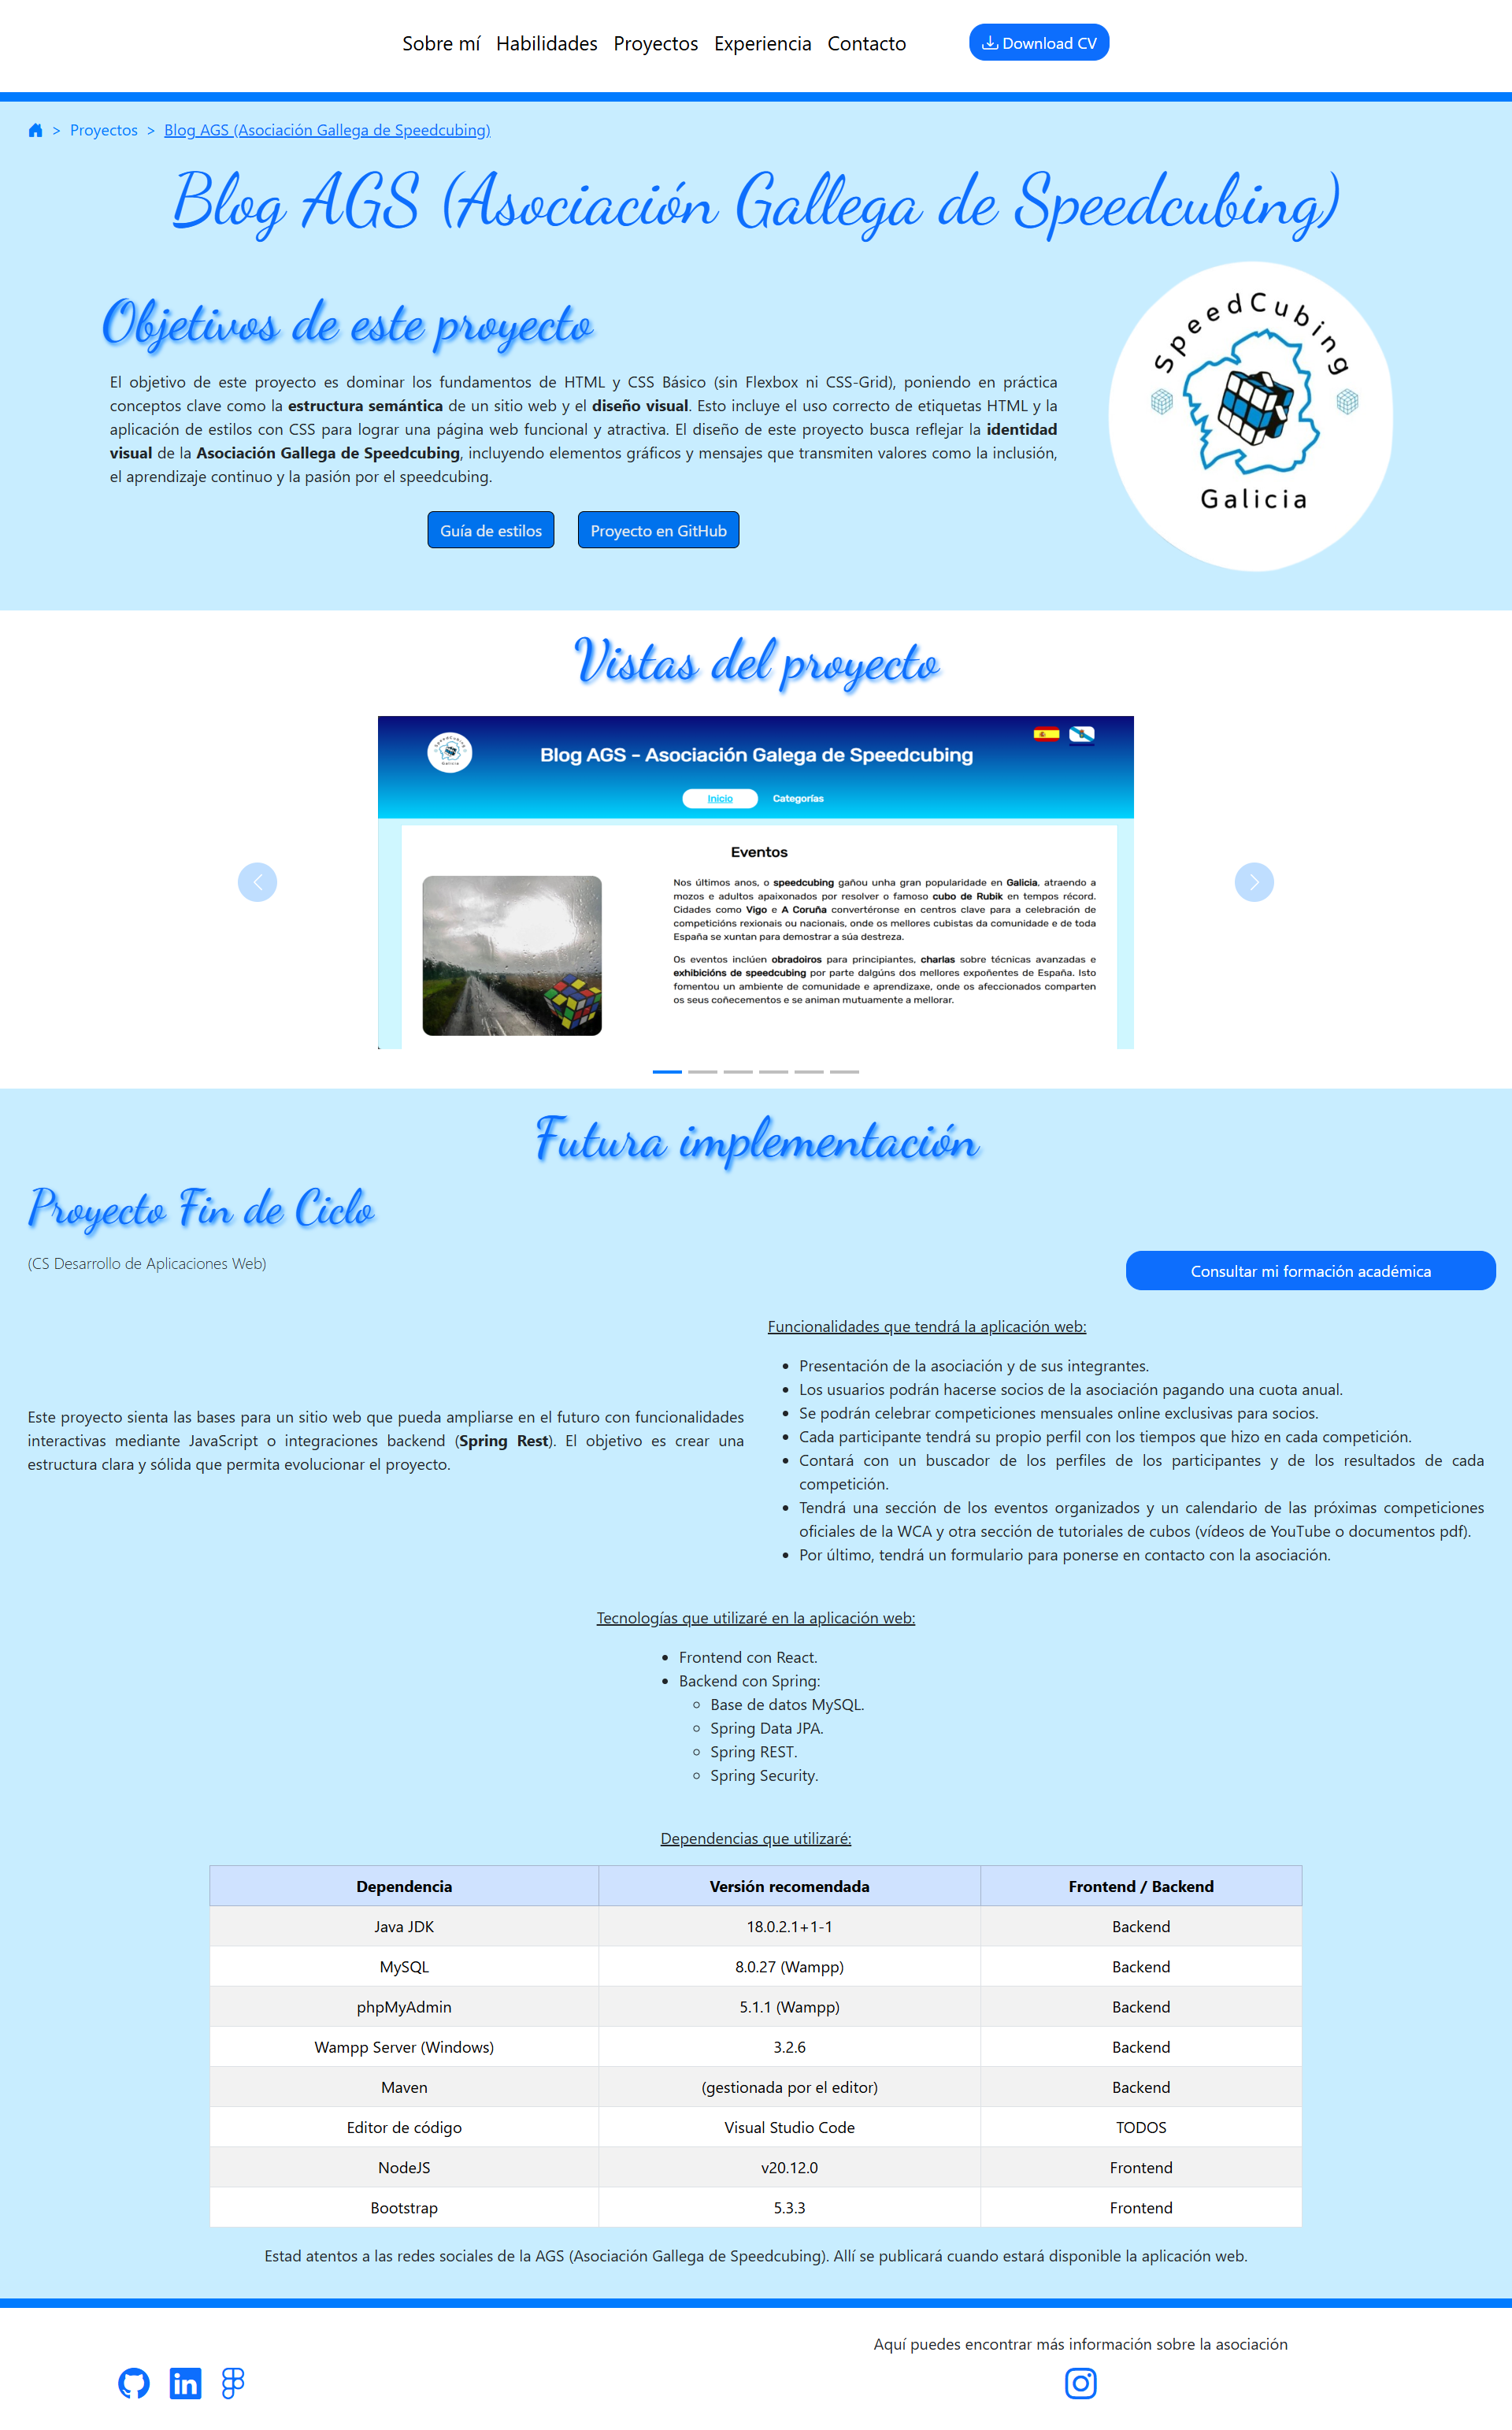 Sobre mí Habilidades Proyectos Experiencia Contacto Download CV
> Proyectos > Blog AGS (Asociación Gallega de Speedcubing)
Blog AGS (Asociación Gallega de Speedcubing)
Objetivos de este proyecto
El objetivo de este proyecto es dominar los fundamentos de HTML y CSS Básico (sin Flexbox ni CSS-Grid), poniendo en práctica
conceptos clave como la estructura semántica de un sitio web y el diseño visual. Esto incluye el uso correcto de etiquetas HTML y la
aplicación de estilos con CSS para lograr una página web funcional y atractiva. El diseño de este proyecto busca reflejar la identidad
visual de la Asociación Gallega de Speedcubing, incluyendo elementos gráficos y mensajes que transmiten valores como la inclusión,
el aprendizaje continuo y la pasión por el speedcubing.
Guía de estilos Proyecto en GitHub
SpeedCubing
Galicia
Vistas del proyecto
SpeedCubing
Galicia
Blog AGS - Asociación Galega de Speedcubing
Inicio Categorías
Eventos
Nos últimos anos, o speedcubing gañou unha gran popularidade en Galicia, atraendo a
mozos e adultos apaixonados por resolver o famoso cubo de Rubik en tempos récord.
Cidades como Vigo e A Coruña convertéronse en centros clave para a celebración de
competicións rexionais ou nacionais, onde os mellores cubistas da comunidade e de toda
España se xuntan para demostrar a súa destreza.
Os eventos inclúen obradoiros para principiantes, charlas sobre técnicas avanzadas e
exhibicións de speedcubing por parte dalgúns dos mellores expoñentes de España. Isto
fomentou un ambiente de comunidade e aprendizaxe, onde os afeccionados comparten
os seus coñecementos e se animan mutuamente a mellorar.
Futura implementación
Proyecto Fin de Ciclo
(CS Desarrollo de Aplicaciones Web)
Consultar mi formación académica
Este proyecto sienta las bases para un sitio web que pueda ampliarse en el futuro con funcionalidades
interactivas mediante JavaScript o integraciones backend (Spring Rest). El objetivo es crear una
estructura clara y sólida que permita evolucionar el proyecto.
Funcionalidades que tendrá la aplicación web:
• Presentación de la asociación y de sus integrantes.
• Los usuarios podrán hacerse socios de la asociación pagando una cuota anual.
• Se podrán celebrar competiciones mensuales online exclusivas para socios.
• Cada participante tendrá su propio perfil con los tiempos que hizo en cada competición.
• Contará con un buscador de los perfiles de los participantes y de los resultados de cada
competición.
• Tendrá una sección de los eventos organizados y un calendario de las próximas competiciones
oficiales de la WCA y otra sección de tutoriales de cubos (vídeos de YouTube o documentos pdf).
• Por último, tendrá un formulario para ponerse en contacto con la asociación.
Tecnologías que utilizaré en la aplicación web:
• Frontend con React.
• Backend con Spring:
◦ Base de datos MySQL.
◦ Spring Data JPA.
◦ Spring REST.
◦ Spring Security.
Dependencias que utilizaré:
Dependencia Versión recomendada Frontend / Backend
Java JDK 18.0.2.1+1-1 Backend
MySQL 8.0.27 (Wampp) Backend
phpMyAdmin 5.1.1 (Wampp) Backend
Wampp Server (Windows) 3.2.6 Backend
Maven (gestionada por el editor) Backend
Editor de código Visual Studio Code TODOS
NodeJS v20.12.0 Frontend
Bootstrap 5.3.3 Frontend
Estad atentos a las redes sociales de la AGS (Asociación Gallega de Speedcubing). Allí se publicará cuando estará disponible la aplicación web.
Aquí puedes encontrar más información sobre la asociación